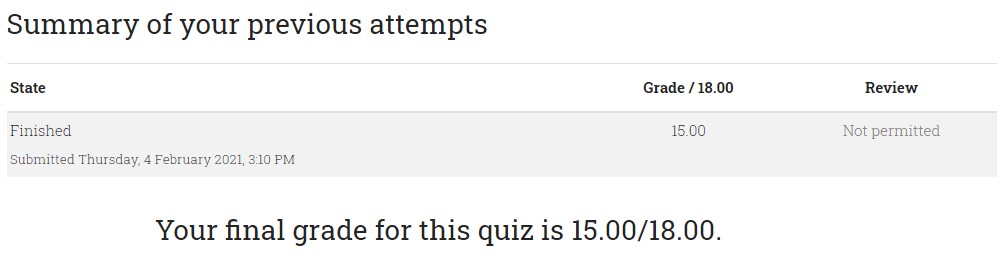 Summary of your previous attempts
State Grade / 18.00 Review
Finished 15.00 Not permitted
Submitted Thursday, 4 February 2021, 3:10 PM
Your final grade for this quiz is 15.00/18.00.